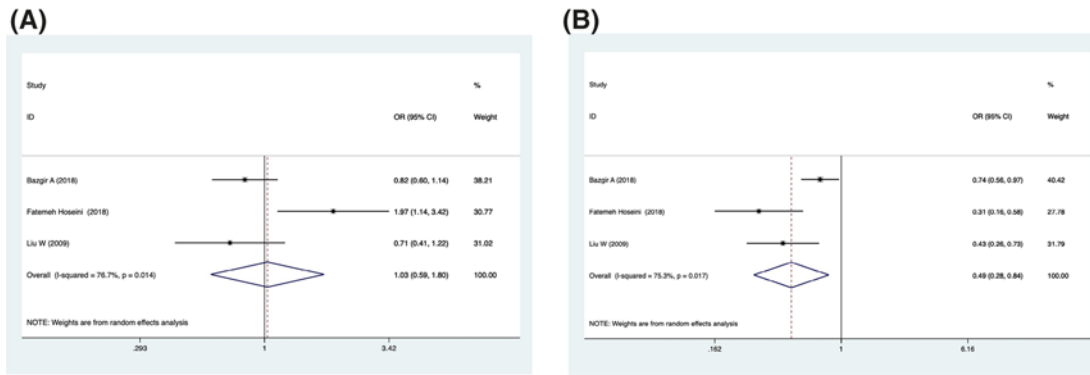 (A)
Study %
ID OR (95% CI) Weight
Bazgir A (2018) 0.82 (0.60, 1.14) 38.21
Fatemeh Hoseini (2018) 1.97 (1.14, 3.42) 30.77
Liu W (2009) 0.71 (0.41, 1.22) 31.02
Overall (I-squared = 76.7%, p = 0.014) 1.03 (0.59, 1.80) 100.00
NOTE: Weights are from random effects analysis
.293 1 3.42
(B)
Study %
ID OR (95% CI) Weight
Bazgir A (2018) 0.74 (0.56, 0.97) 40.42
Fatemeh Hoseini (2018) 0.31 (0.16, 0.58) 27.78
Liu W (2009) 0.43 (0.26, 0.73) 31.79
Overall (I-squared = 75.3%, p = 0.017) 0.49 (0.28, 0.84) 100.00
NOTE: Weights are from random effects analysis
.162 1 6.16